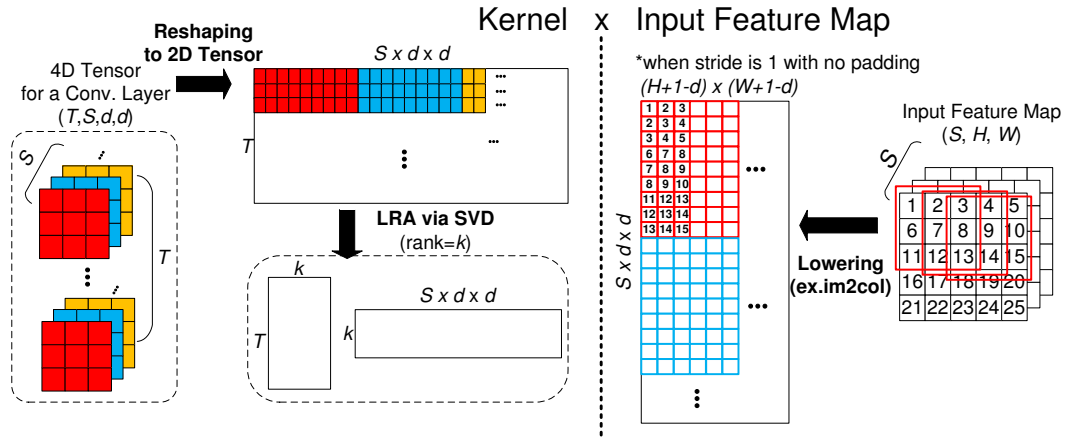 Kernel x Input Feature Map
Reshaping
to 2D Tensor
S x d x d
4D Tensor
for a Conv. Layer
(T,S,d,d)
S
T
T
LRA via SVD
(rank=k)
k
T
S x d x d
k
*when stride is 1 with no padding
(H+1-d) x (W+1-d)
1 2 3
2 3 4
3 4 5
6 7 8
7 8 9
8 9 10
11 12 13
12 13 14
13 14 15
S x d x d
Lowering
(ex.im2col)
Input Feature Map
(S, H, W)
S
1 2 3 4 5
6 7 8 9 10
11 12 13 14 15
16 17 18 19 20
21 22 23 24 25